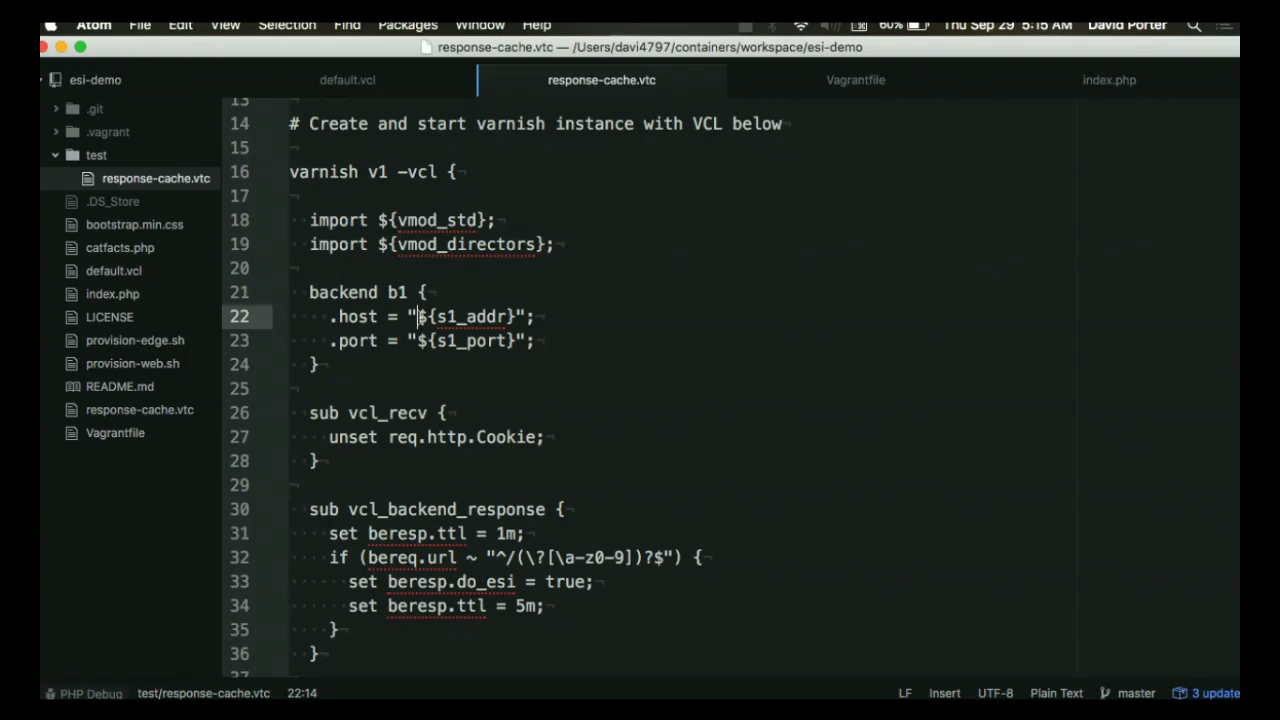 Atom File Edit View Selection Find Packages Window Help 60% Thu Sep 29 5:15 AM David Porter
response-cache.vtc — /Users/davi4797/containers/workspace/esi-demo
esi-demo default.vcl response-cache.vtc Vagrantfile index.php
.git
.vagrant
test
response-cache.vtc
.DS_Store
bootstrap.min.css
catfacts.php
default.vcl
index.php
LICENSE
provision-edge.sh
provision-web.sh
README.md
response-cache.vtc
Vagrantfile
13
14 # Create and start varnish instance with VCL below¬
15 ¬
16 varnish v1 -vcl {¬
17 ¬
18 import ${vmod_std};¬
19 import ${vmod_directors};¬
20 ¬
21 backend b1 {¬
22 .host = "${s1_addr}";¬
23 .port = "${s1_port}";¬
24 }¬
25 ¬
26 sub vcl_recv {¬
27 unset req.http.Cookie;¬
28 }¬
29 ¬
30 sub vcl_backend_response {¬
31 set beresp.ttl = 1m;¬
32 if (bereq.url ~ "^/(\?[\a-z0-9])?$") {¬
33 set beresp.do_esi = true;¬
34 set beresp.ttl = 5m;¬
35 }¬
36 }¬
37
PHP Debug test/response-cache.vtc 22:14 LF Insert UTF-8 Plain Text master 3 update